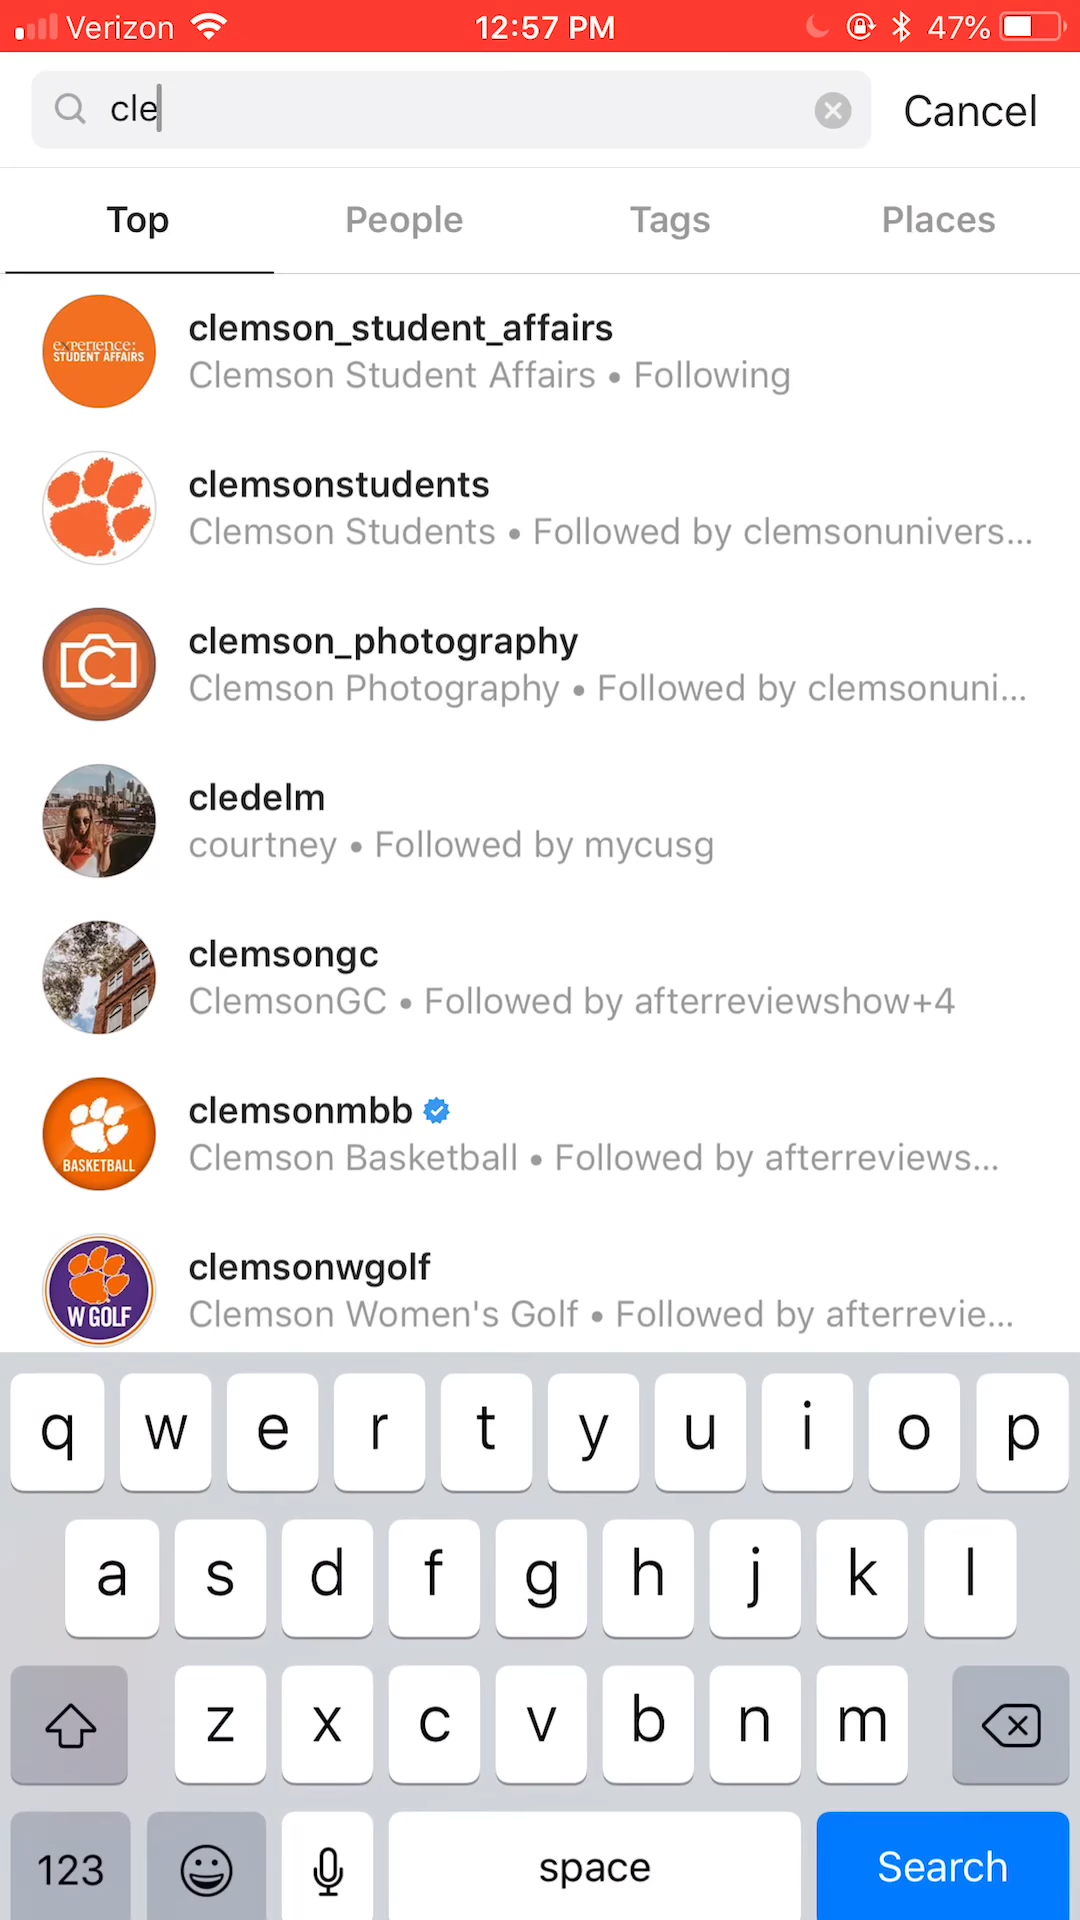 Verizon 12:57 PM 47%
cle Cancel
Top People Tags Places
experience:
STUDENT AFFAIRS
clemson_student_affairs
Clemson Student Affairs • Following
clemsonstudents
Clemson Students • Followed by clemsonunivers...
C
clemson_photography
Clemson Photography • Followed by clemsonuni...
cledelm
courtney • Followed by mycusg
clemsongc
ClemsonGC • Followed by afterreviewshow+4
BASKETBALL
clemsonmbb
Clemson Basketball • Followed by afterreviews...
W GOLF
clemsonwgolf
Clemson Women's Golf • Followed by afterrevie...
q w e r t y u i o p
a s d f g h j k l
z x c v b n m
123 space Search